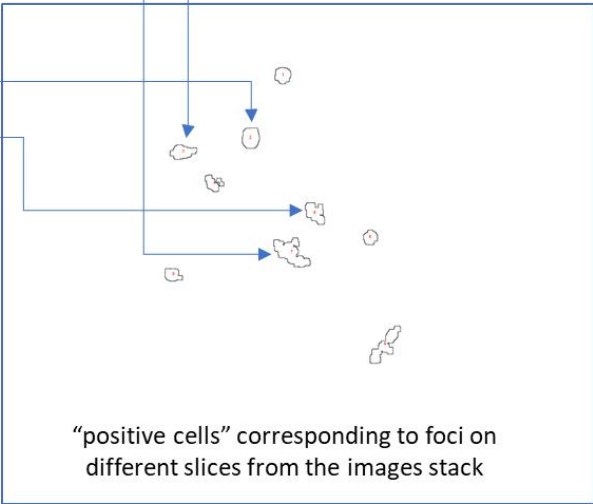 “positive cells” corresponding to foci on
different slices from the images stack